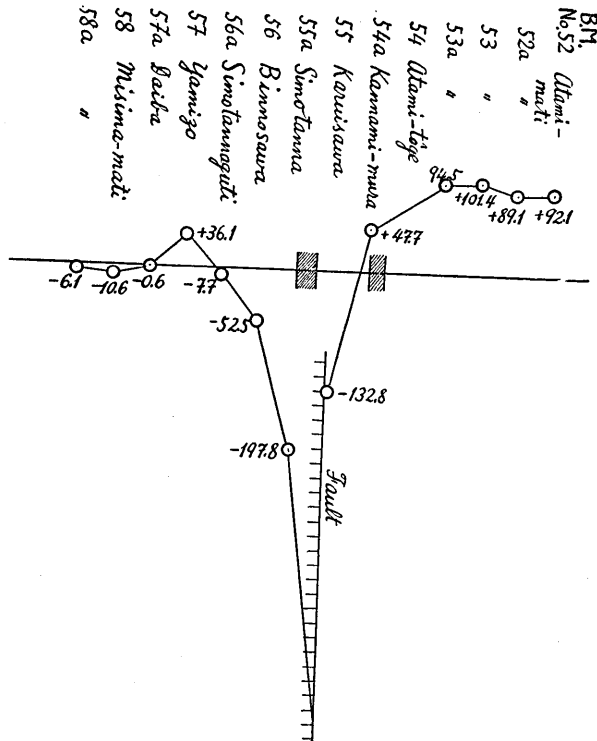 B.M.
No.52 Atami-mati
52a "
53 "
53a "
54 Atami-tôge
54a Kannami-mura
55 Karuisawa
55a Simotanna
56 Binnosawa
56a Simotannaguti
57 Yamizo
57a Daiba
58 Misima-mati
58a "
94.5
+101.4
+89.1
+92.1
+47.7
+36.1
-6.1
-10.6
-0.6
-7.7
-52.5
-132.8
-197.8
Fault